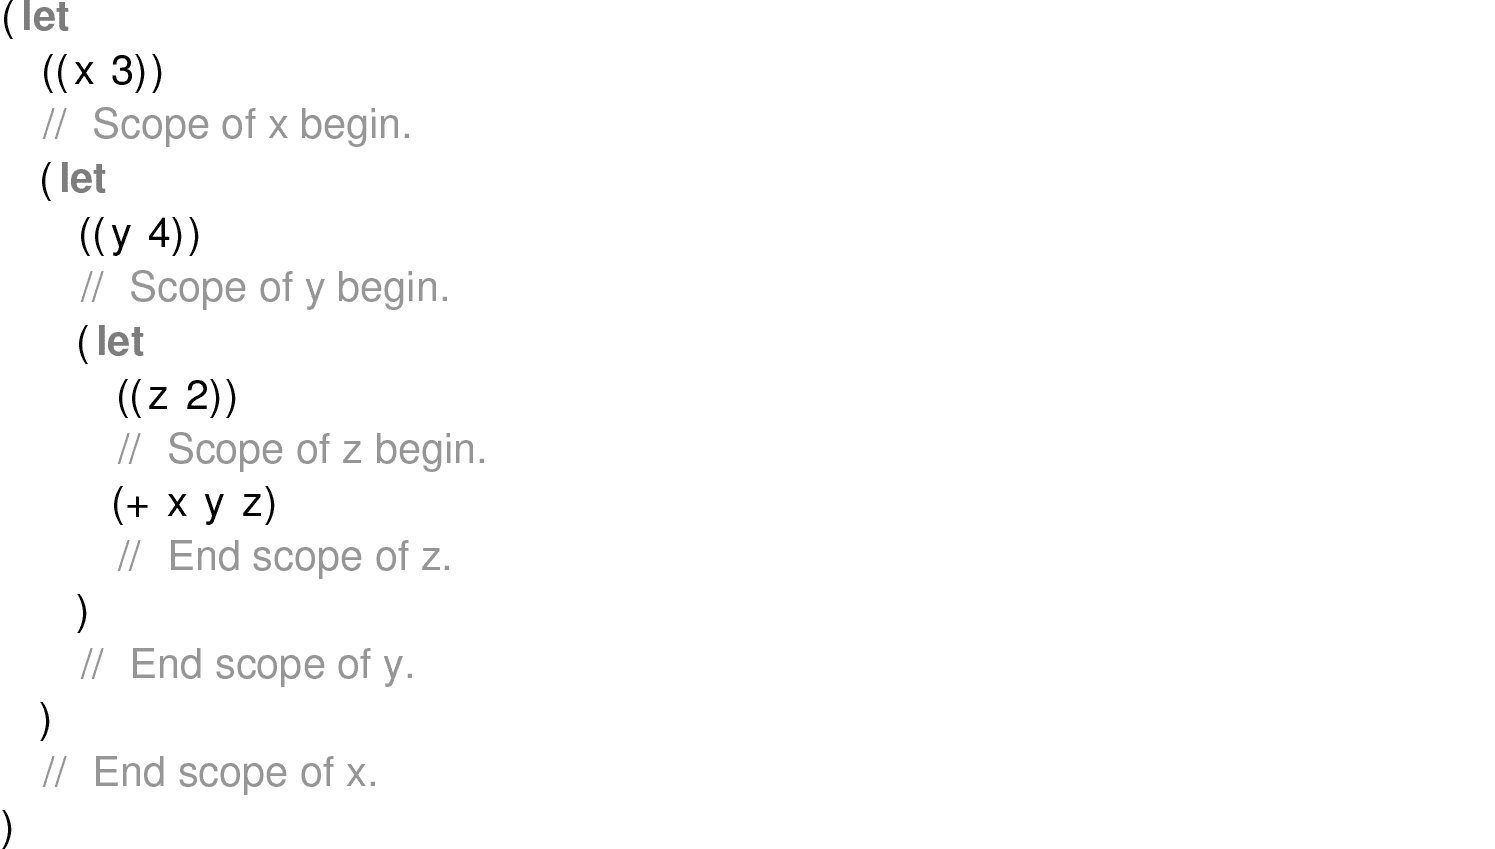 (let
((x 3))
// Scope of x begin.
(let
((y 4))
// Scope of y begin.
(let
((z 2))
// Scope of z begin.
(+ x y z)
// End scope of z.
)
// End scope of y.
)
// End scope of x.
)